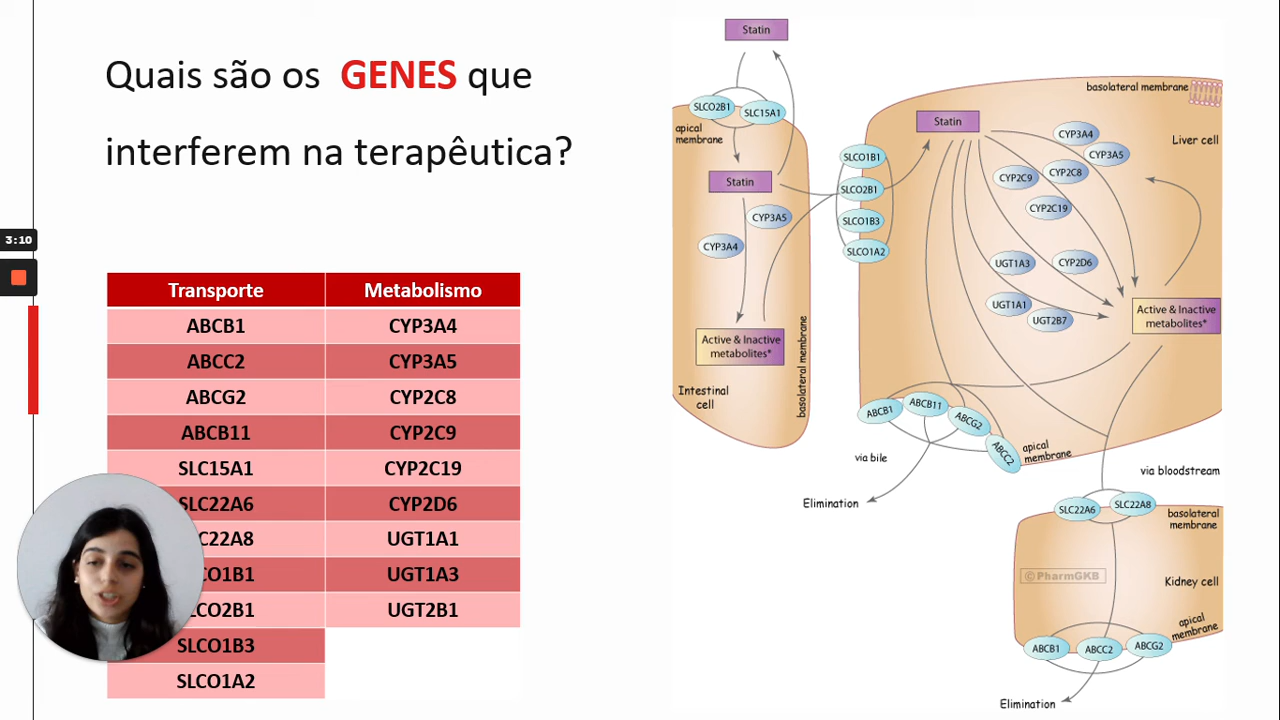 Quais são os GENES que
interferem na terapêutica?
3:10
Transporte Metabolismo
ABCB1 CYP3A4
ABCC2 CYP3A5
ABCG2 CYP2C8
ABCB11 CYP2C9
SLC15A1 CYP2C19
SLC22A6 CYP2D6
C22A8 UGT1A1
CO1B1 UGT1A3
LCO2B1 UGT2B1
SLCO1B3
SLCO1A2
Statin
SLCO2B1
SLC15A1
apical
membrane
Statin
CYP3A5
CYP3A4
Active & Inactive
metabolites*
Intestinal
cell
basolateral membrane
basolateral membrane
Liver cell
Statin
SLCO1B1
SLCO2B1
SLCO1B3
SLCO1A2
CYP3A4
CYP3A5
CYP2C9
CYP2C8
CYP2C19
UGT1A3
CYP2D6
UGT1A1
UGT2B7
Active & Inactive
metabolites*
ABCB1
ABCB11
ABCG2
ABCC2
apical
membrane
via bile
Elimination
via bloodstream
SLC22A6
SLC22A8
basolateral
membrane
©PharmGKB
Kidney cell
apical
membrane
ABCB1
ABCC2
ABCG2
Elimination